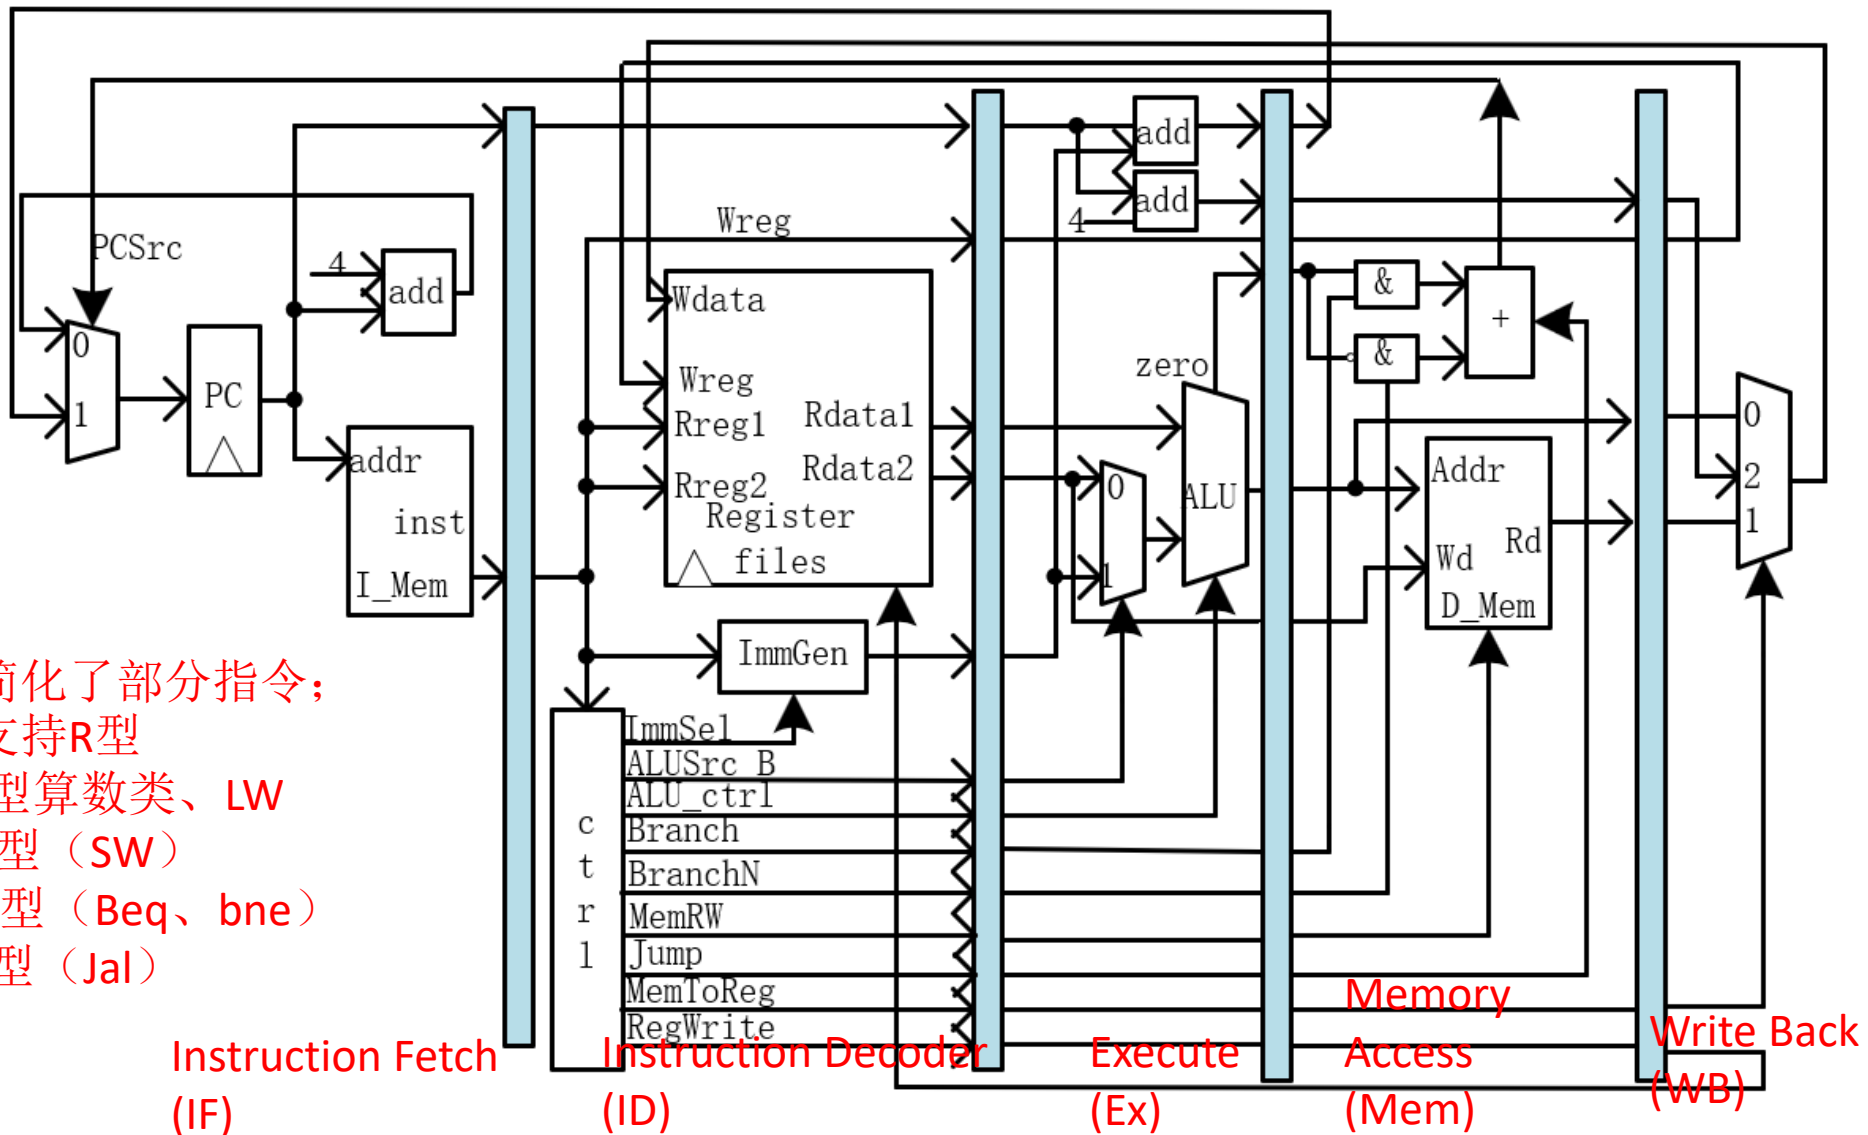 PCSrc
4
add
0
1
PC
addr
inst
I_Mem
Wreg
Wdata
Wreg
Rreg1
Rreg2
Rdata1
Rdata2
Register
files
ImmGen
ctrl
ImmSel
ALUSrc_B
ALU_ctrl
Branch
BranchN
MemRW
Jump
MemToReg
RegWrite
add
add
4
zero
0
1
ALU
&
&
+
Addr
Wd
Rd
D_Mem
0
2
1
简化了部分指令;
支持R型
型算数类、LW
型（SW）
型（Beq、bne）
型（Jal）
Instruction Fetch
(IF)
Instruction Decoder
(ID)
Execute
(Ex)
Memory
Access
(Mem)
Write Back
(WB)